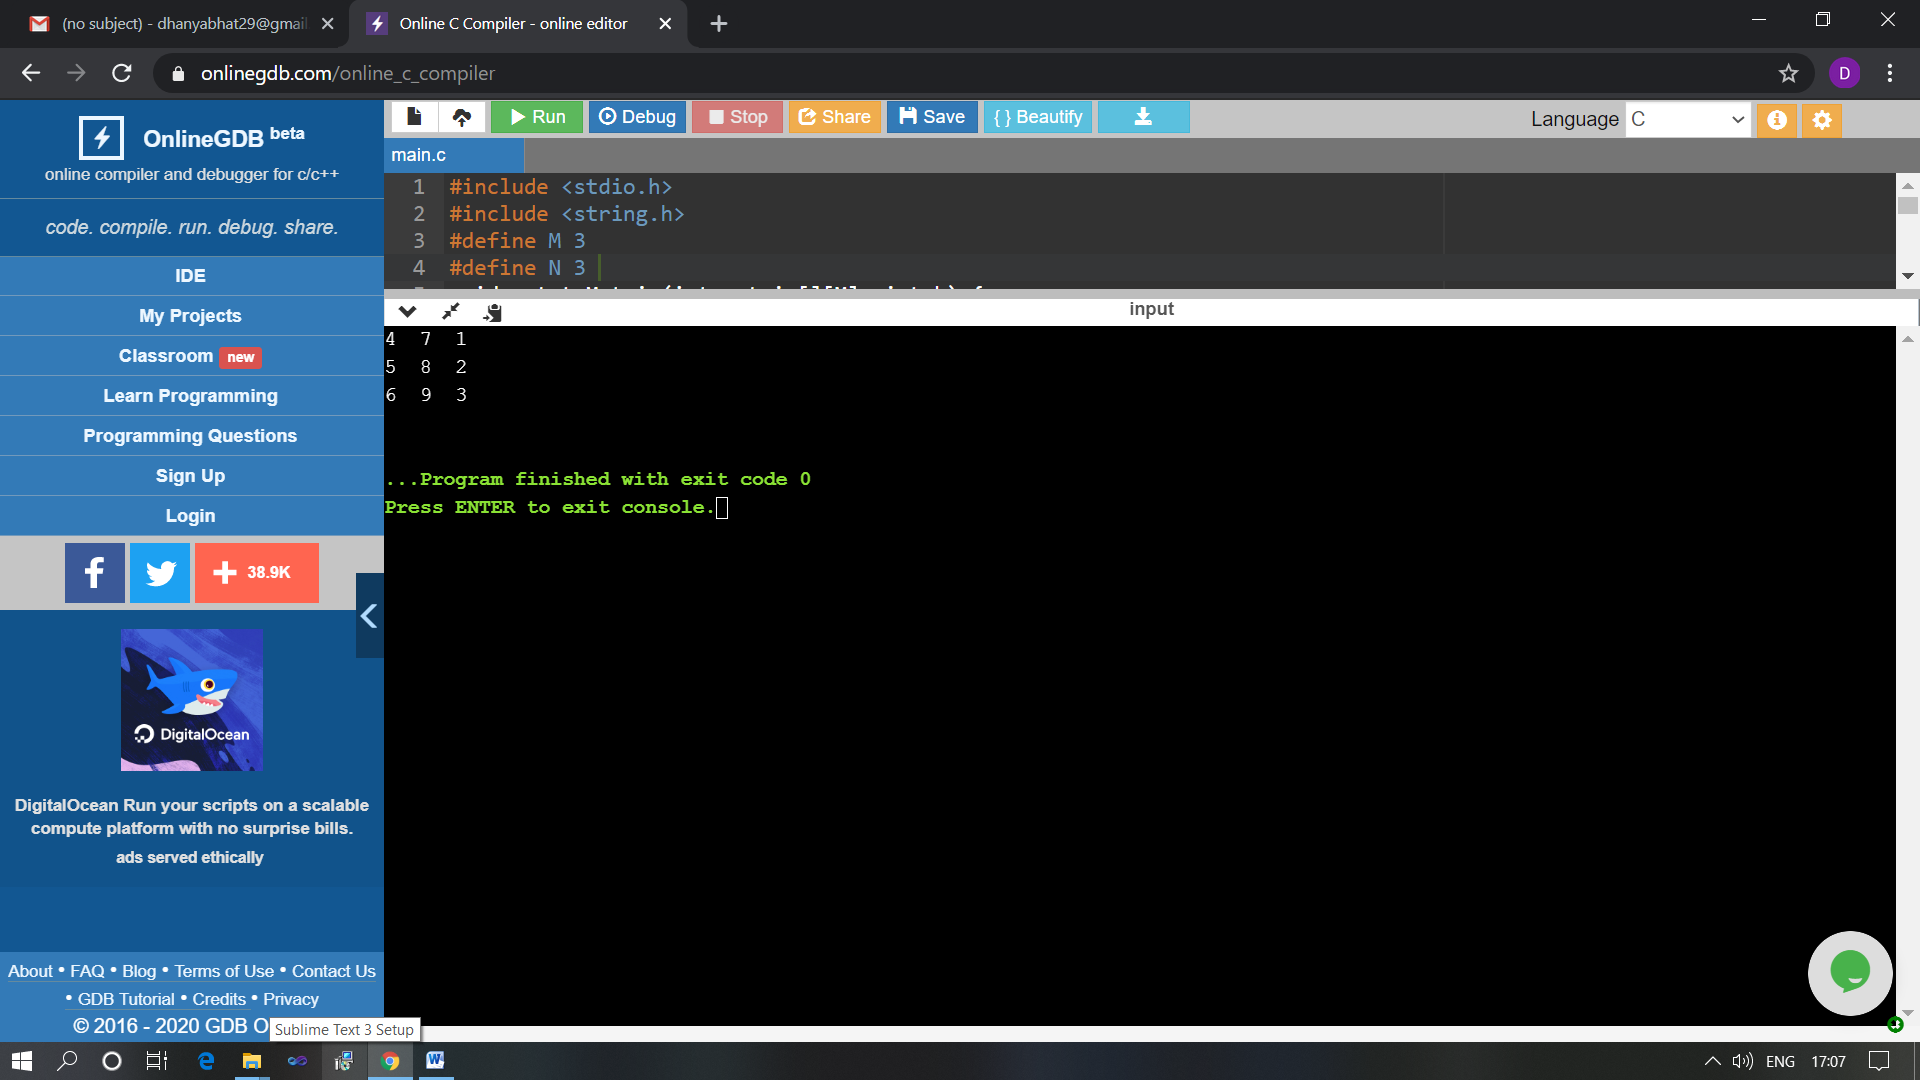 (no subject) - dhanyabhat29@gmai
Online C Compiler - online editor
onlinegdb.com/online_c_compiler
D
OnlineGDB beta
online compiler and debugger for c/c++
code. compile. run. debug. share.
IDE
My Projects
Classroom new
Learn Programming
Programming Questions
Sign Up
Login
38.9K
DigitalOcean
DigitalOcean Run your scripts on a scalable
compute platform with no surprise bills.
ads served ethically
About • FAQ • Blog • Terms of Use • Contact Us
• GDB Tutorial • Credits • Privacy
© 2016 - 2020 GDB O
Sublime Text 3 Setup
Run Debug Stop Share Save { } Beautify
Language C
main.c
1 #include <stdio.h>
2 #include <string.h>
3 #define M 3
4 #define N 3
input
4 7 1
5 8 2
6 9 3
...Program finished with exit code 0
Press ENTER to exit console.
ENG 17:07